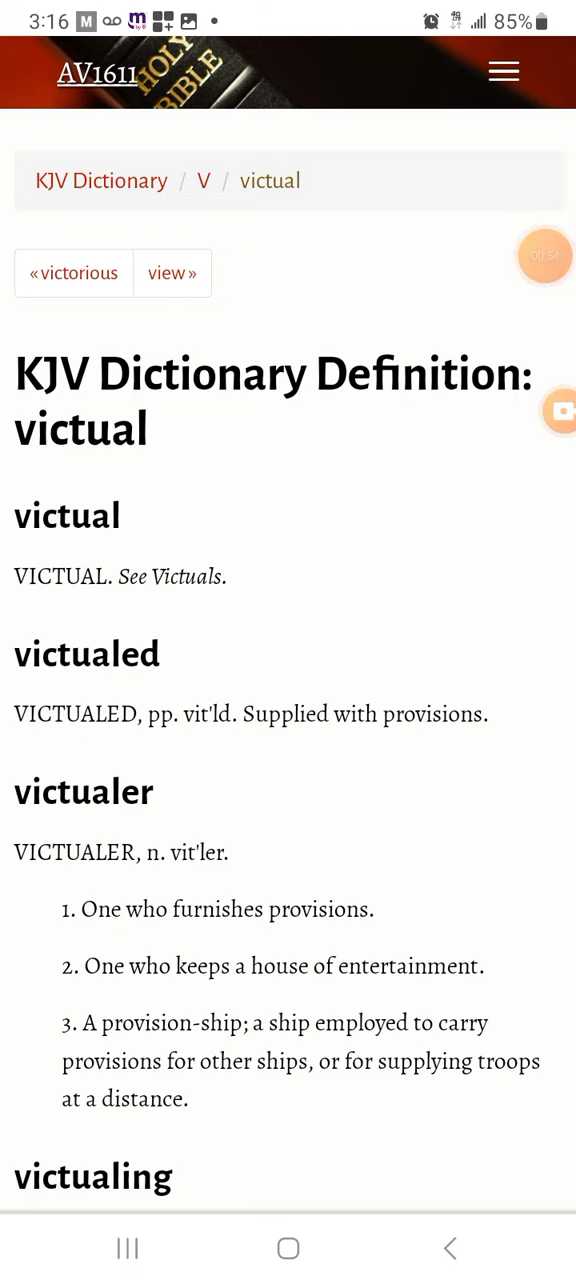 3:16
85%
AV1611
HOLY
BIBLE
KJV Dictionary / V / victual
« victorious
view »
00:54
KJV Dictionary Definition:
victual
victual
VICTUAL. See Victuals.
victualed
VICTUALED, pp. vit'ld. Supplied with provisions.
victualer
VICTUALER, n. vit'ler.
1. One who furnishes provisions.
2. One who keeps a house of entertainment.
3. A provision-ship; a ship employed to carry
provisions for other ships, or for supplying troops
at a distance.
victualing